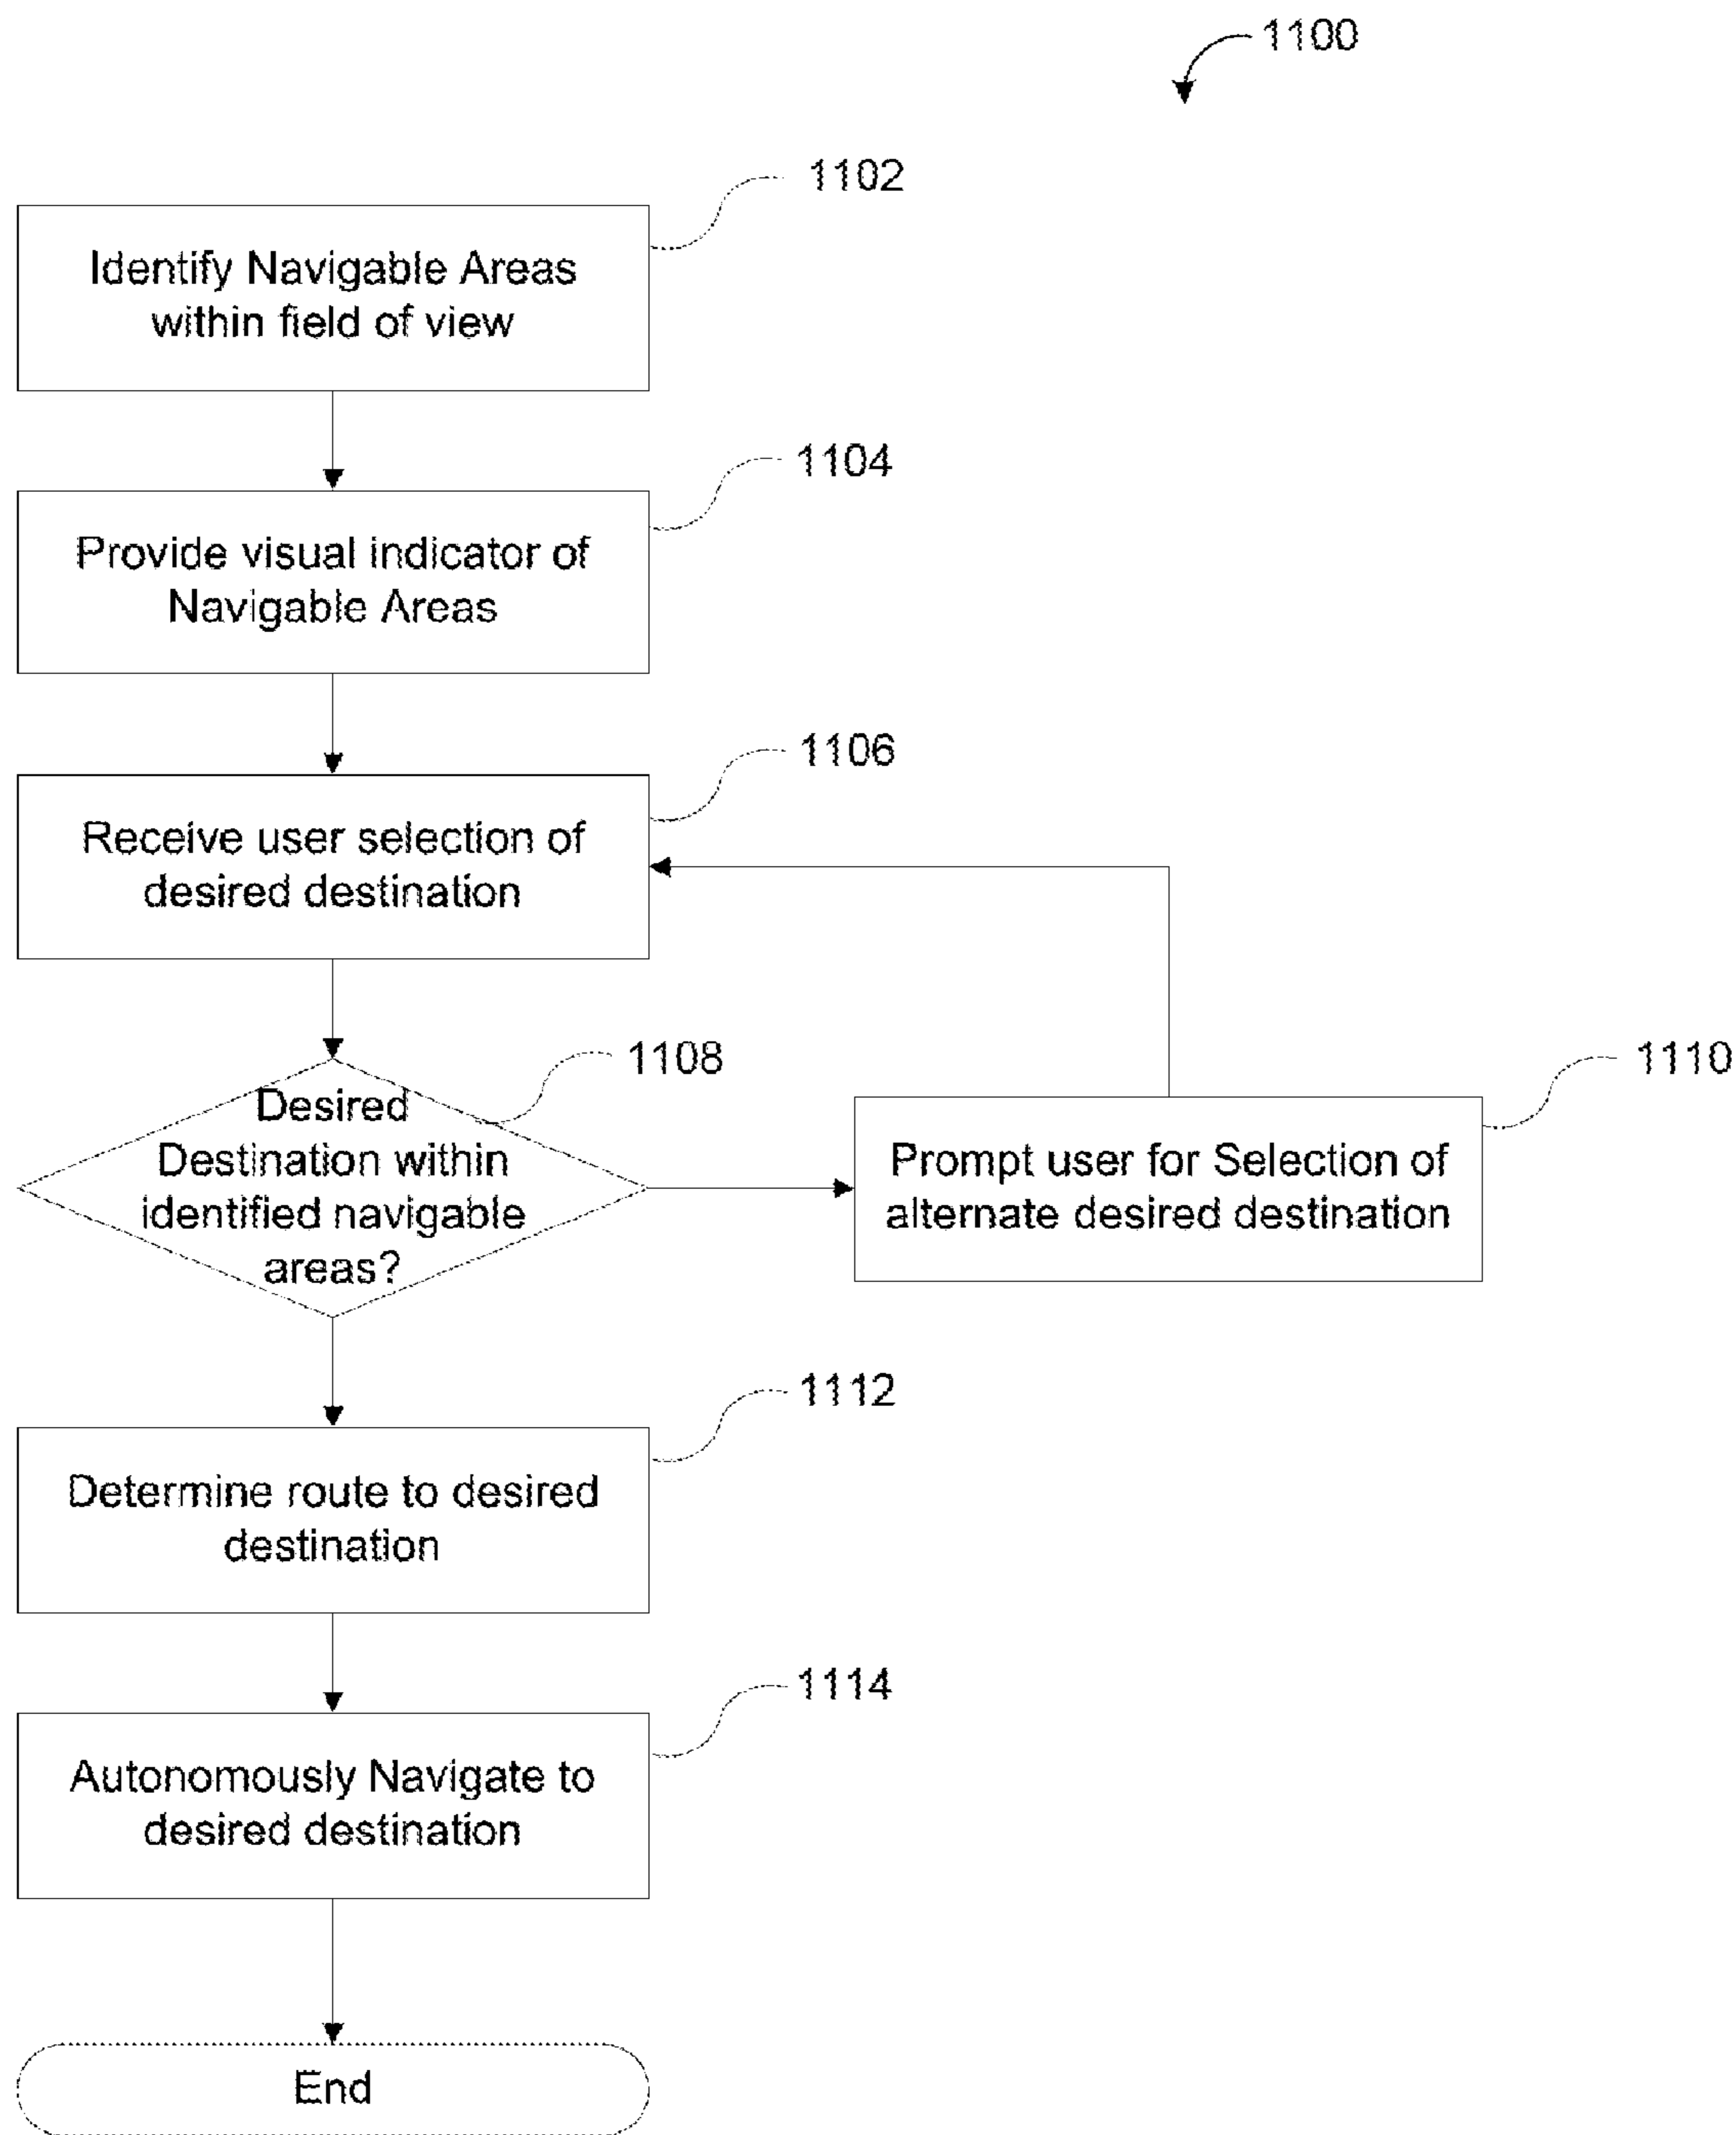 1100
1102
Identify Navigable Areas
within field of view
1104
Provide visual indicator of
Navigable Areas
1106
Receive user selection of
desired destination
1108
Desired
Destination within
identified navigable
areas?
1110
Prompt user for Selection of
alternate desired destination
1112
Determine route to desired
destination
1114
Autonomously Navigate to
desired destination
End